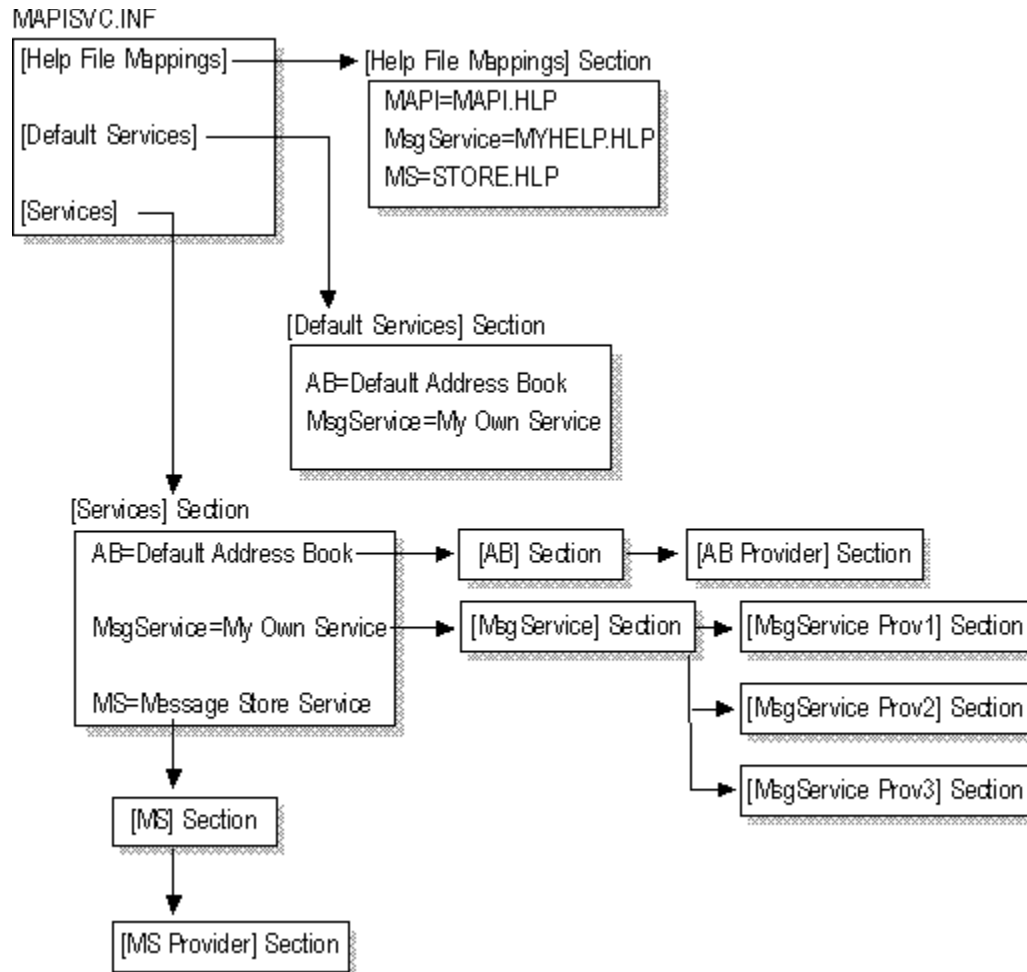 MAPISVC.INF
[Help File Mappings]
[Default Services]
[Services]
[Help File Mappings] Section
MAPI=MAPI.HLP
MsgService=MYHELP.HLP
MS=STORE.HLP
[Default Services] Section
AB=Default Address Book
MsgService=My Own Service
[Services] Section
AB=Default Address Book
MsgService=My Own Service
MS=Message Store Service
[AB] Section
[AB Provider] Section
[MsgService] Section
[MsgService Prov1] Section
[MsgService Prov2] Section
[MsgService Prov3] Section
[MS] Section
[MS Provider] Section